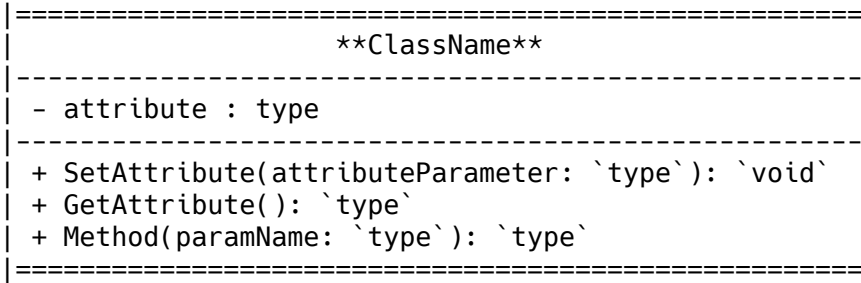 |=====================================================
| **ClassName**
|-----------------------------------------------------
| - attribute : type
|-----------------------------------------------------
| + SetAttribute(attributeParameter: `type`): `void`
| + GetAttribute(): `type`
| + Method(paramName: `type`): `type`
|=====================================================